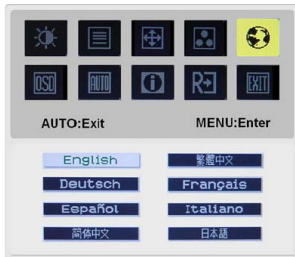 OSD AUTO i R EXIT
AUTO:Exit MENU:Enter
English 繁體中文
Deutsch Français
Español Italiano
简体中文 日本語